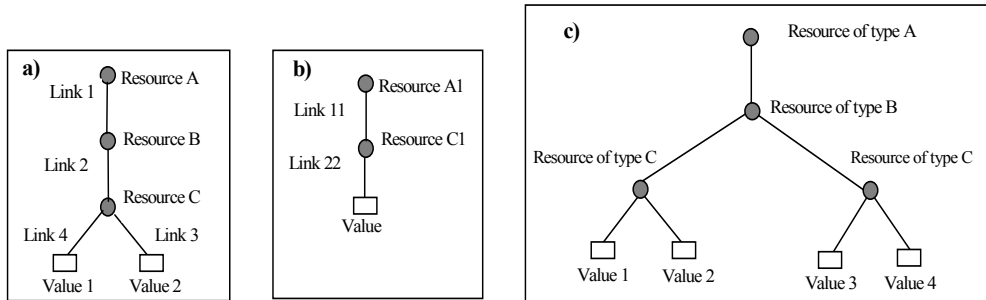 a)
Resource A
Link 1
Resource B
Link 2
Resource C
Link 4
Link 3
Value 1
Value 2
b)
Resource A1
Link 11
Resource C1
Link 22
Value
c)
Resource of type A
Resource of type B
Resource of type C
Resource of type C
Value 1
Value 2
Value 3
Value 4